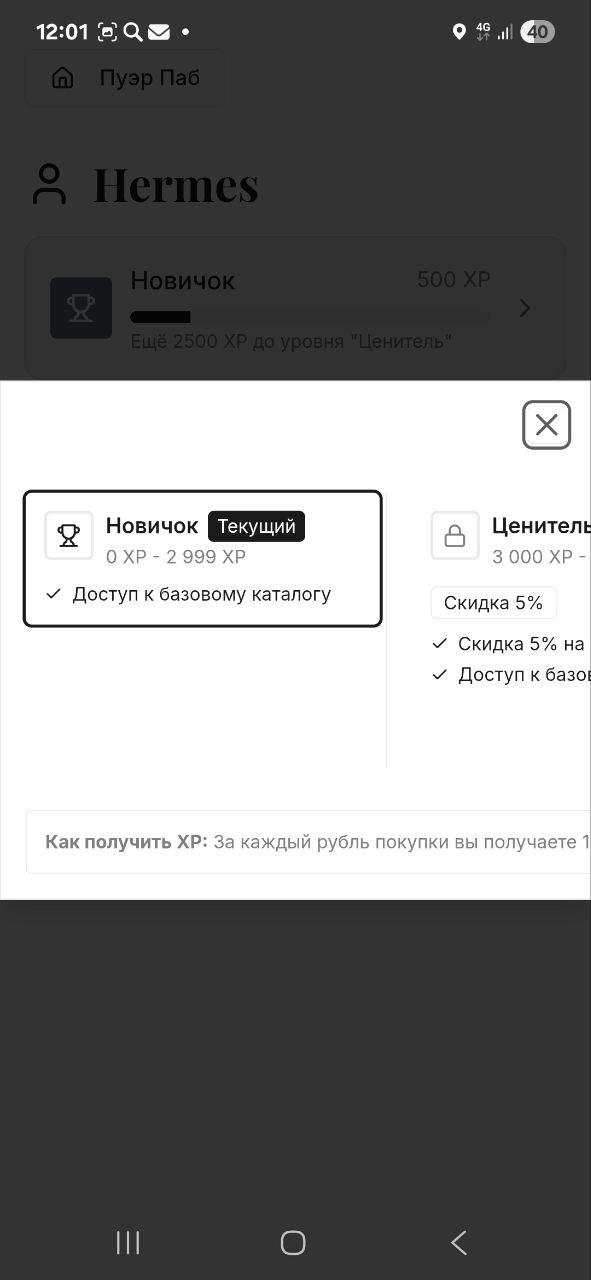 12:01
4G
40
Пуэр Паб
Hermes
Новичок
500 XP
Ещё 2500 XP до уровня "Ценитель"
Новичок
Текущий
0 XP - 2 999 XP
Доступ к базовому каталогу
Ценитель
3 000 XP -
Скидка 5%
Скидка 5% на
Доступ к базов
Как получить XP: За каждый рубль покупки вы получаете 1